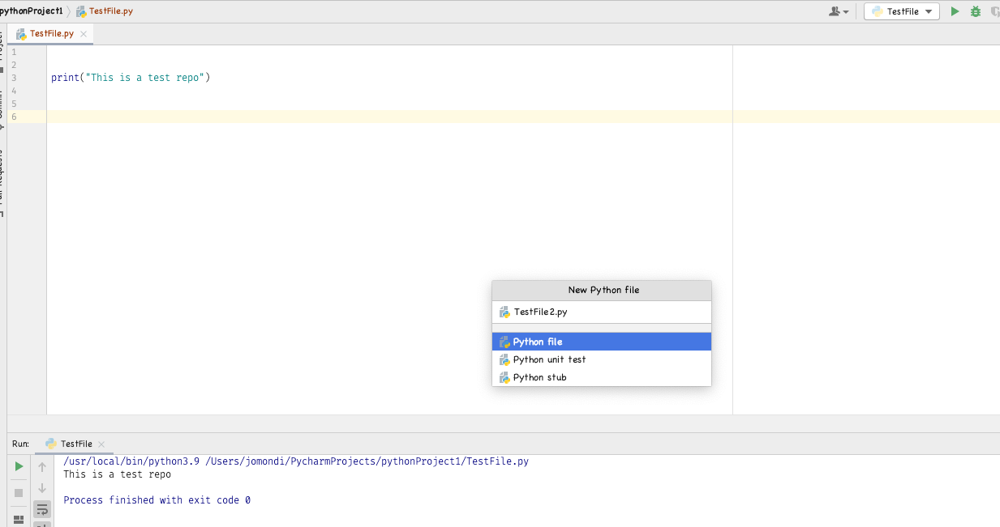 pythonProject1 TestFile.py TestFile
TestFile.py
1
2
3 print("This is a test repo")
4
5
6
New Python file
TestFile2.py
Python file
Python unit test
Python stub
Run: TestFile
/usr/local/bin/python3.9 /Users/jomondi/PycharmProjects/pythonProject1/TestFile.py
This is a test repo
Process finished with exit code 0